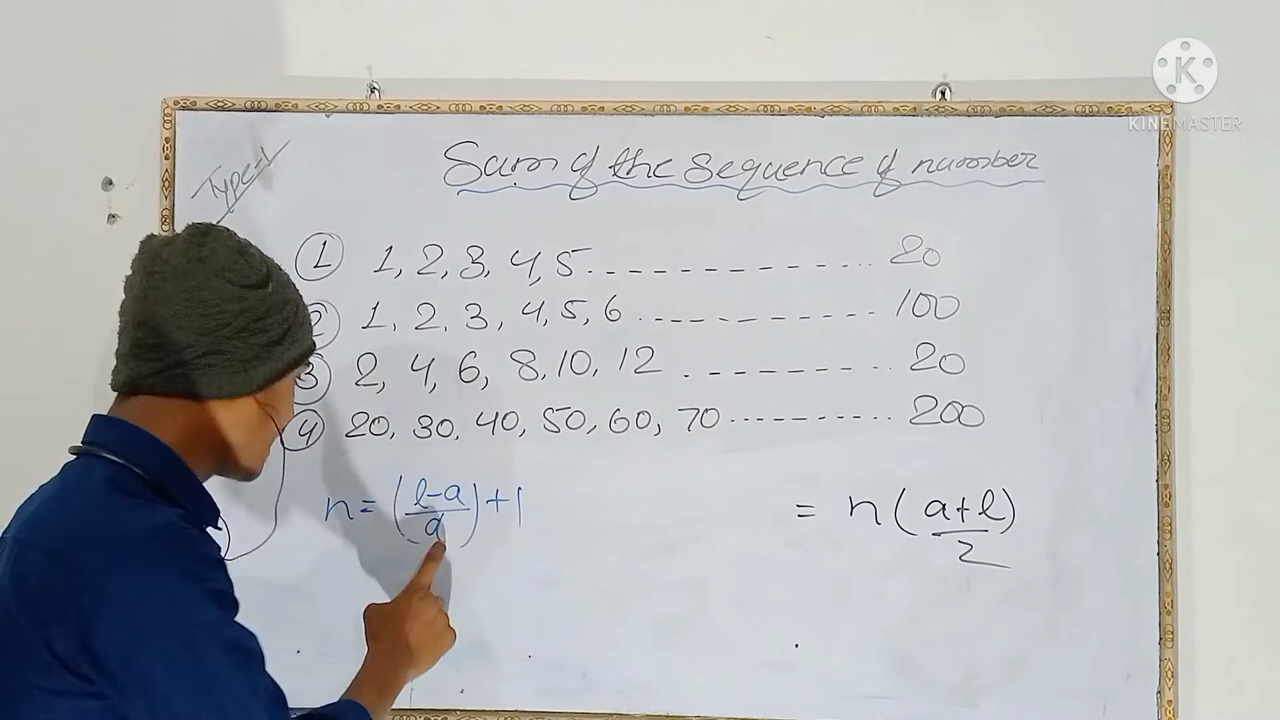 K
KINEMASTER
Type-1
Sum of the Sequence of number
① 1, 2, 3, 4, 5 - - - - - - - - - - - - - 20
② 1, 2, 3, 4, 5, 6 - - - - - - - - - - - 100
③ 2, 4, 6, 8, 10, 12 - - - - - - - - - - 20
④ 20, 30, 40, 50, 60, 70 - - - - - - - - - - 200
n = (l-a/d) + 1
= n(a+l/2)